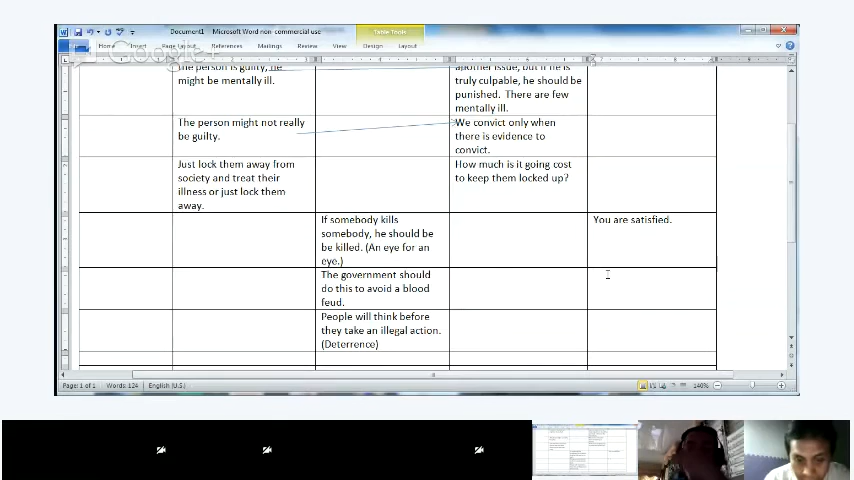 Document1 - Microsoft Word non-commercial use
Table Tools
Home Insert Page Layout References Mailings Review View Design Layout
Google+
The person is guilty, he
might be mentally ill.
another issue, but if he is
truly culpable, he should be
punished. There are few
mentally ill.
The person might not really
be guilty.
We convict only when
there is evidence to
convict.
Just lock them away from
society and treat their
illness or just lock them
away.
How much is it going cost
to keep them locked up?
If somebody kills
somebody, he should be
be killed. (An eye for an
eye.)
You are satisfied.
The government should
do this to avoid a blood
feud.
People will think before
they take an illegal action.
(Deterrence)
Page: 1 of 1 Words: 124 English (U.S.) 140%